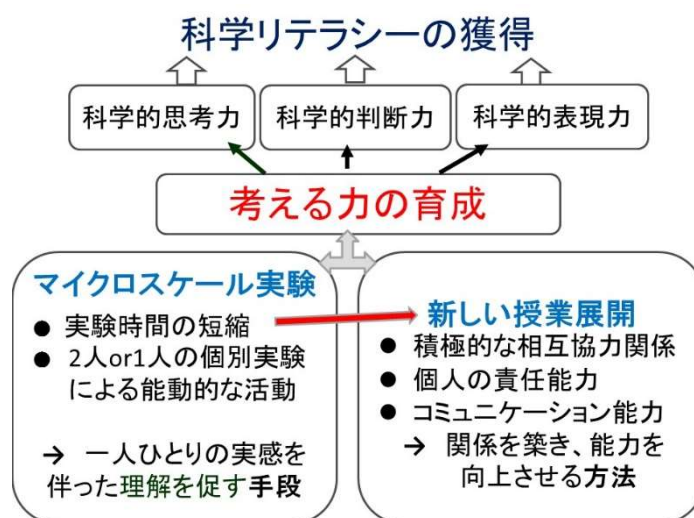 科学リテラシーの獲得
科学的思考力
科学的判断力
科学的表現力
考える力の育成
マイクロスケール実験
● 実験時間の短縮
● 2人or1人の個別実験
による能動的な活動
→ 一人ひとりの実感を
伴った理解を促す手段
新しい授業展開
● 積極的な相互協力関係
● 個人の責任能力
● コミュニケーション能力
→ 関係を築き、能力を
向上させる方法